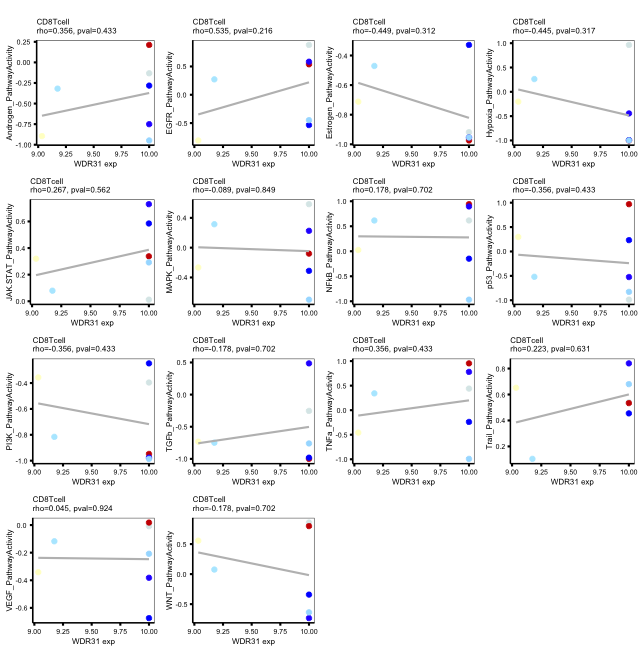 CD8Tcell
rho=0.356, pval=0.433
Androgen_PathwayActivity
0.25
0.00
-0.25
-0.50
-0.75
-1.00
9.00 9.25 9.50 9.75 10.00
WDR31 exp
CD8Tcell
rho=0.535, pval=0.216
EGFR_PathwayActivity
0.5
0.0
-0.5
9.00 9.25 9.50 9.75 10.00
WDR31 exp
CD8Tcell
rho=-0.449, pval=0.312
Estrogen_PathwayActivity
-0.4
-0.6
-0.8
-1.0
9.00 9.25 9.50 9.75 10.00
WDR31 exp
CD8Tcell
rho=-0.445, pval=0.317
Hypoxia_PathwayActivity
1.0
0.5
0.0
-0.5
-1.0
9.00 9.25 9.50 9.75 10.00
WDR31 exp
CD8Tcell
rho=0.267, pval=0.562
JAK-STAT_PathwayActivity
0.6
0.4
0.2
0.0
9.00 9.25 9.50 9.75 10.00
WDR31 exp
CD8Tcell
rho=-0.089, pval=0.849
MAPK_PathwayActivity
0.4
0.0
-0.4
-0.8
9.00 9.25 9.50 9.75 10.00
WDR31 exp
CD8Tcell
rho=0.178, pval=0.702
NFkB_PathwayActivity
1.0
0.5
0.0
-0.5
-1.0
9.00 9.25 9.50 9.75 10.00
WDR31 exp
CD8Tcell
rho=-0.356, pval=0.433
p53_PathwayActivity
1.0
0.5
0.0
-0.5
-1.0
9.00 9.25 9.50 9.75 10.00
WDR31 exp
CD8Tcell
rho=-0.356, pval=0.433
PI3K_PathwayActivity
-0.4
-0.6
-0.8
-1.0
9.00 9.25 9.50 9.75 10.00
WDR31 exp
CD8Tcell
rho=-0.178, pval=0.702
TGFb_PathwayActivity
0.5
0.0
-0.5
-1.0
9.00 9.25 9.50 9.75 10.00
WDR31 exp
CD8Tcell
rho=0.356, pval=0.433
TNFa_PathwayActivity
1.0
0.5
0.0
-0.5
-1.0
9.00 9.25 9.50 9.75 10.00
WDR31 exp
CD8Tcell
rho=0.223, pval=0.631
Trail_PathwayActivity
0.8
0.6
0.4
0.2
9.00 9.25 9.50 9.75 10.00
WDR31 exp
CD8Tcell
rho=0.045, pval=0.924
VEGF_PathwayActivity
0.0
-0.2
-0.4
-0.6
9.00 9.25 9.50 9.75 10.00
WDR31 exp
CD8Tcell
rho=-0.178, pval=0.702
WNT_PathwayActivity
0.5
0.0
-0.5
9.00 9.25 9.50 9.75 10.00
WDR31 exp